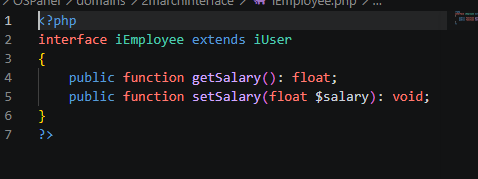 OSPanel > domains > 2marchinterface > iEmployee.php > ...
1 <?php
2 interface iEmployee extends iUser
3 {
4 public function getSalary(): float;
5 public function setSalary(float $salary): void;
6 }
7 ?>